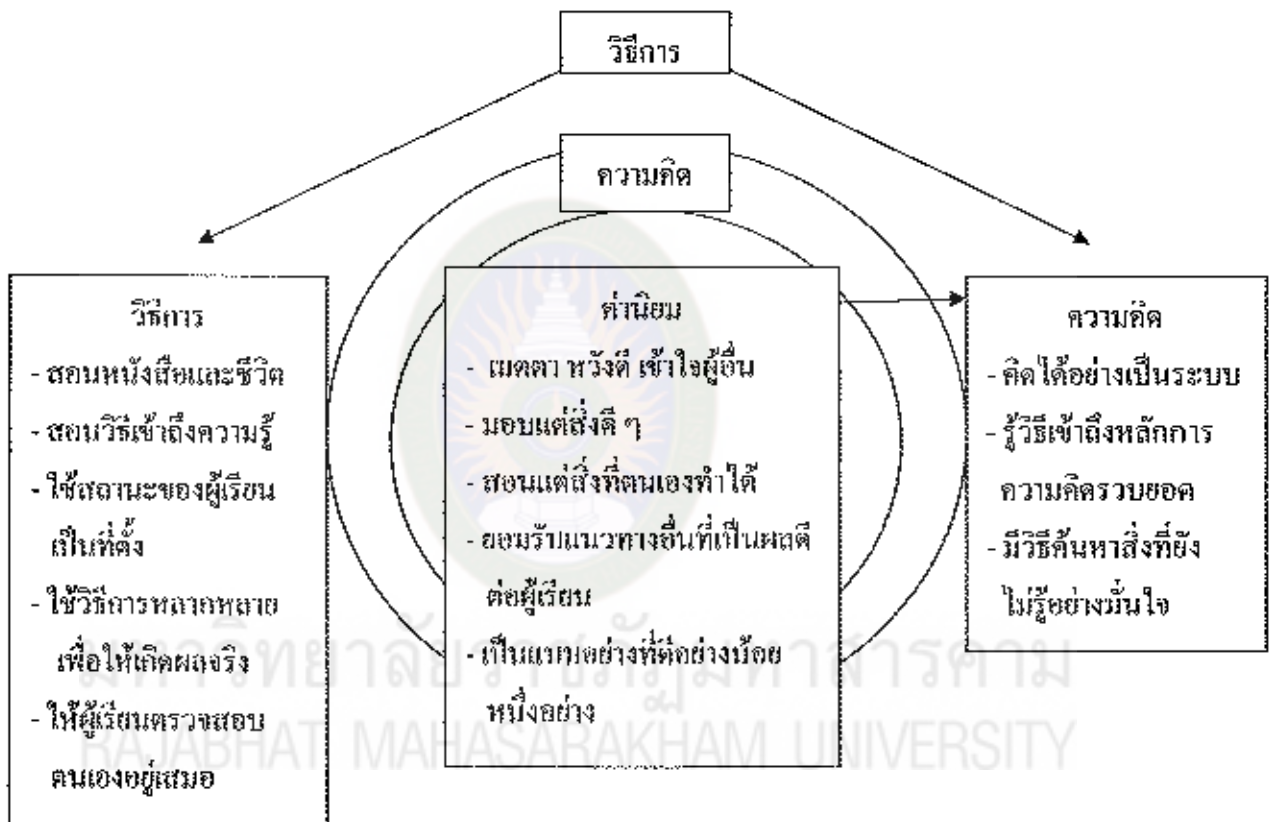 วิธีการ
ความคิด
วิธีการ
- สอนหนังสือและชีวิต
- สอนวิธีเข้าถึงความรู้
- ใช้สถานะของผู้เรียน
เป็นที่ตั้ง
- ใช้วิธีการหลากหลาย
เพื่อให้เกิดผลจริง
- ให้ผู้เรียนตรวจสอบ
ตนเองอยู่เสมอ
ค่านิยม
- เมตตา หวังดี เข้าใจผู้อื่น
- มอบแต่สิ่งดี ๆ
- สอนแต่สิ่งที่ตนเองทำได้
- ยอมรับแนวทางอื่นที่เป็นผลดี
ต่อผู้เรียน
- เป็นแบบอย่างที่ดีอย่างน้อย
หนึ่งอย่าง
ความคิด
- คิดได้อย่างเป็นระบบ
- รู้วิธีเข้าถึงหลักการ
ความคิดรวบยอด
- มีวิธีค้นหาสิ่งที่ยัง
ไม่รู้อย่างมั่นใจ
มหาวิทยาลัยราชภัฏมหาสารคาม
RAJABHAT MAHASARAKHAM UNIVERSITY